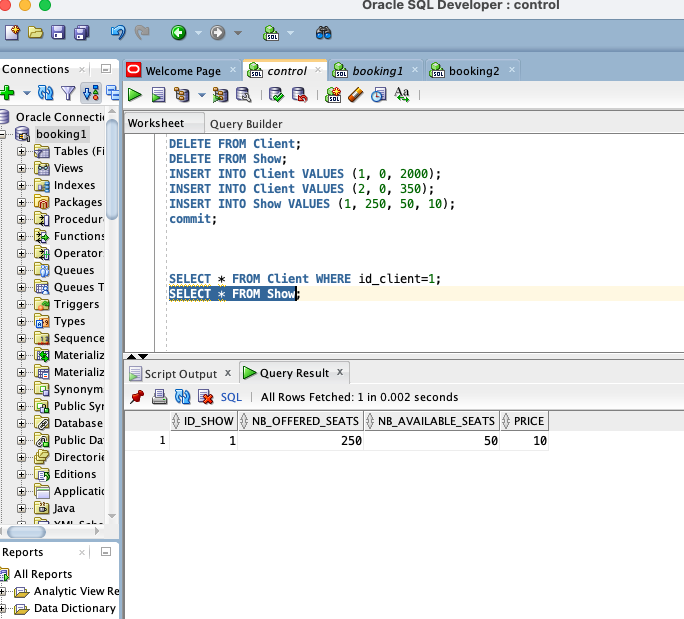 Oracle SQL Developer : control
Connections
Welcome Page
control
booking1
booking2
Worksheet
Query Builder
Oracle Connecti
booking1
Tables (Fi
Views
Indexes
Packages
Procedur
Functions
Operator
Queues
Queues T
Triggers
Types
Sequence
Materializ
Materializ
Synonym
Public Syr
Database
Public Da
Directorie
Editions
Applicatic
Java
XML Sche
DELETE FROM Client;
DELETE FROM Show;
INSERT INTO Client VALUES (1, 0, 2000);
INSERT INTO Client VALUES (2, 0, 350);
INSERT INTO Show VALUES (1, 250, 50, 10);
commit;
SELECT * FROM Client WHERE id_client=1;
SELECT * FROM Show;
Script Output x
Query Result x
SQL | All Rows Fetched: 1 in 0.002 seconds
ID_SHOW NB_OFFERED_SEATS NB_AVAILABLE_SEATS PRICE
1 1 250 50 10
Reports
All Reports
Analytic View Re
Data Dictionary